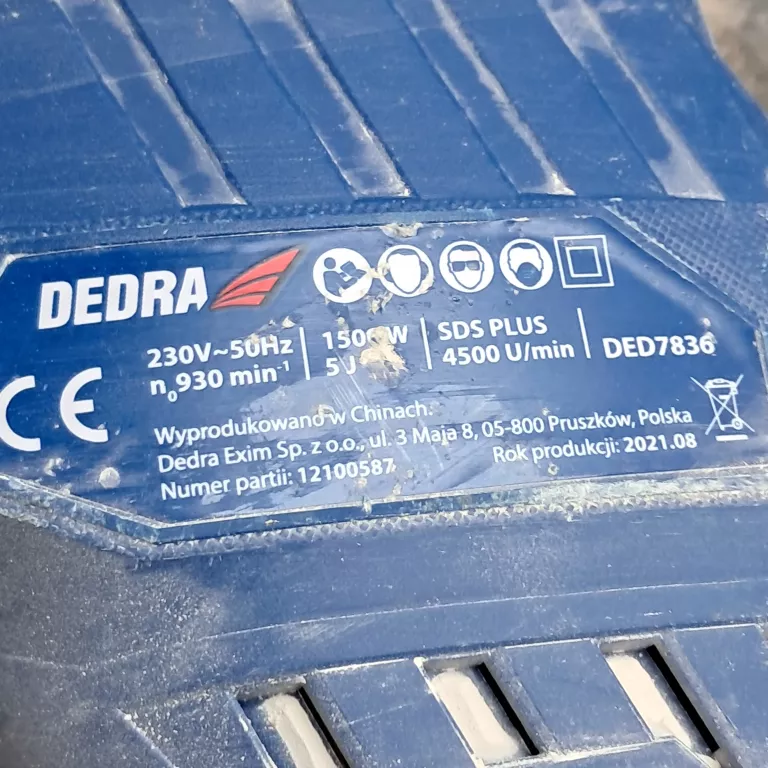 DEDRA
230V~50Hz 1500W SDS PLUS DED7836
n₀930 min⁻¹ 5 J 4500 U/min
CE
Wyprodukowano w Chinach.
Dedra Exim Sp. z o.o., ul. 3 Maja 8, 05-800 Pruszków, Polska
Numer partii: 12100587 Rok produkcji: 2021.08